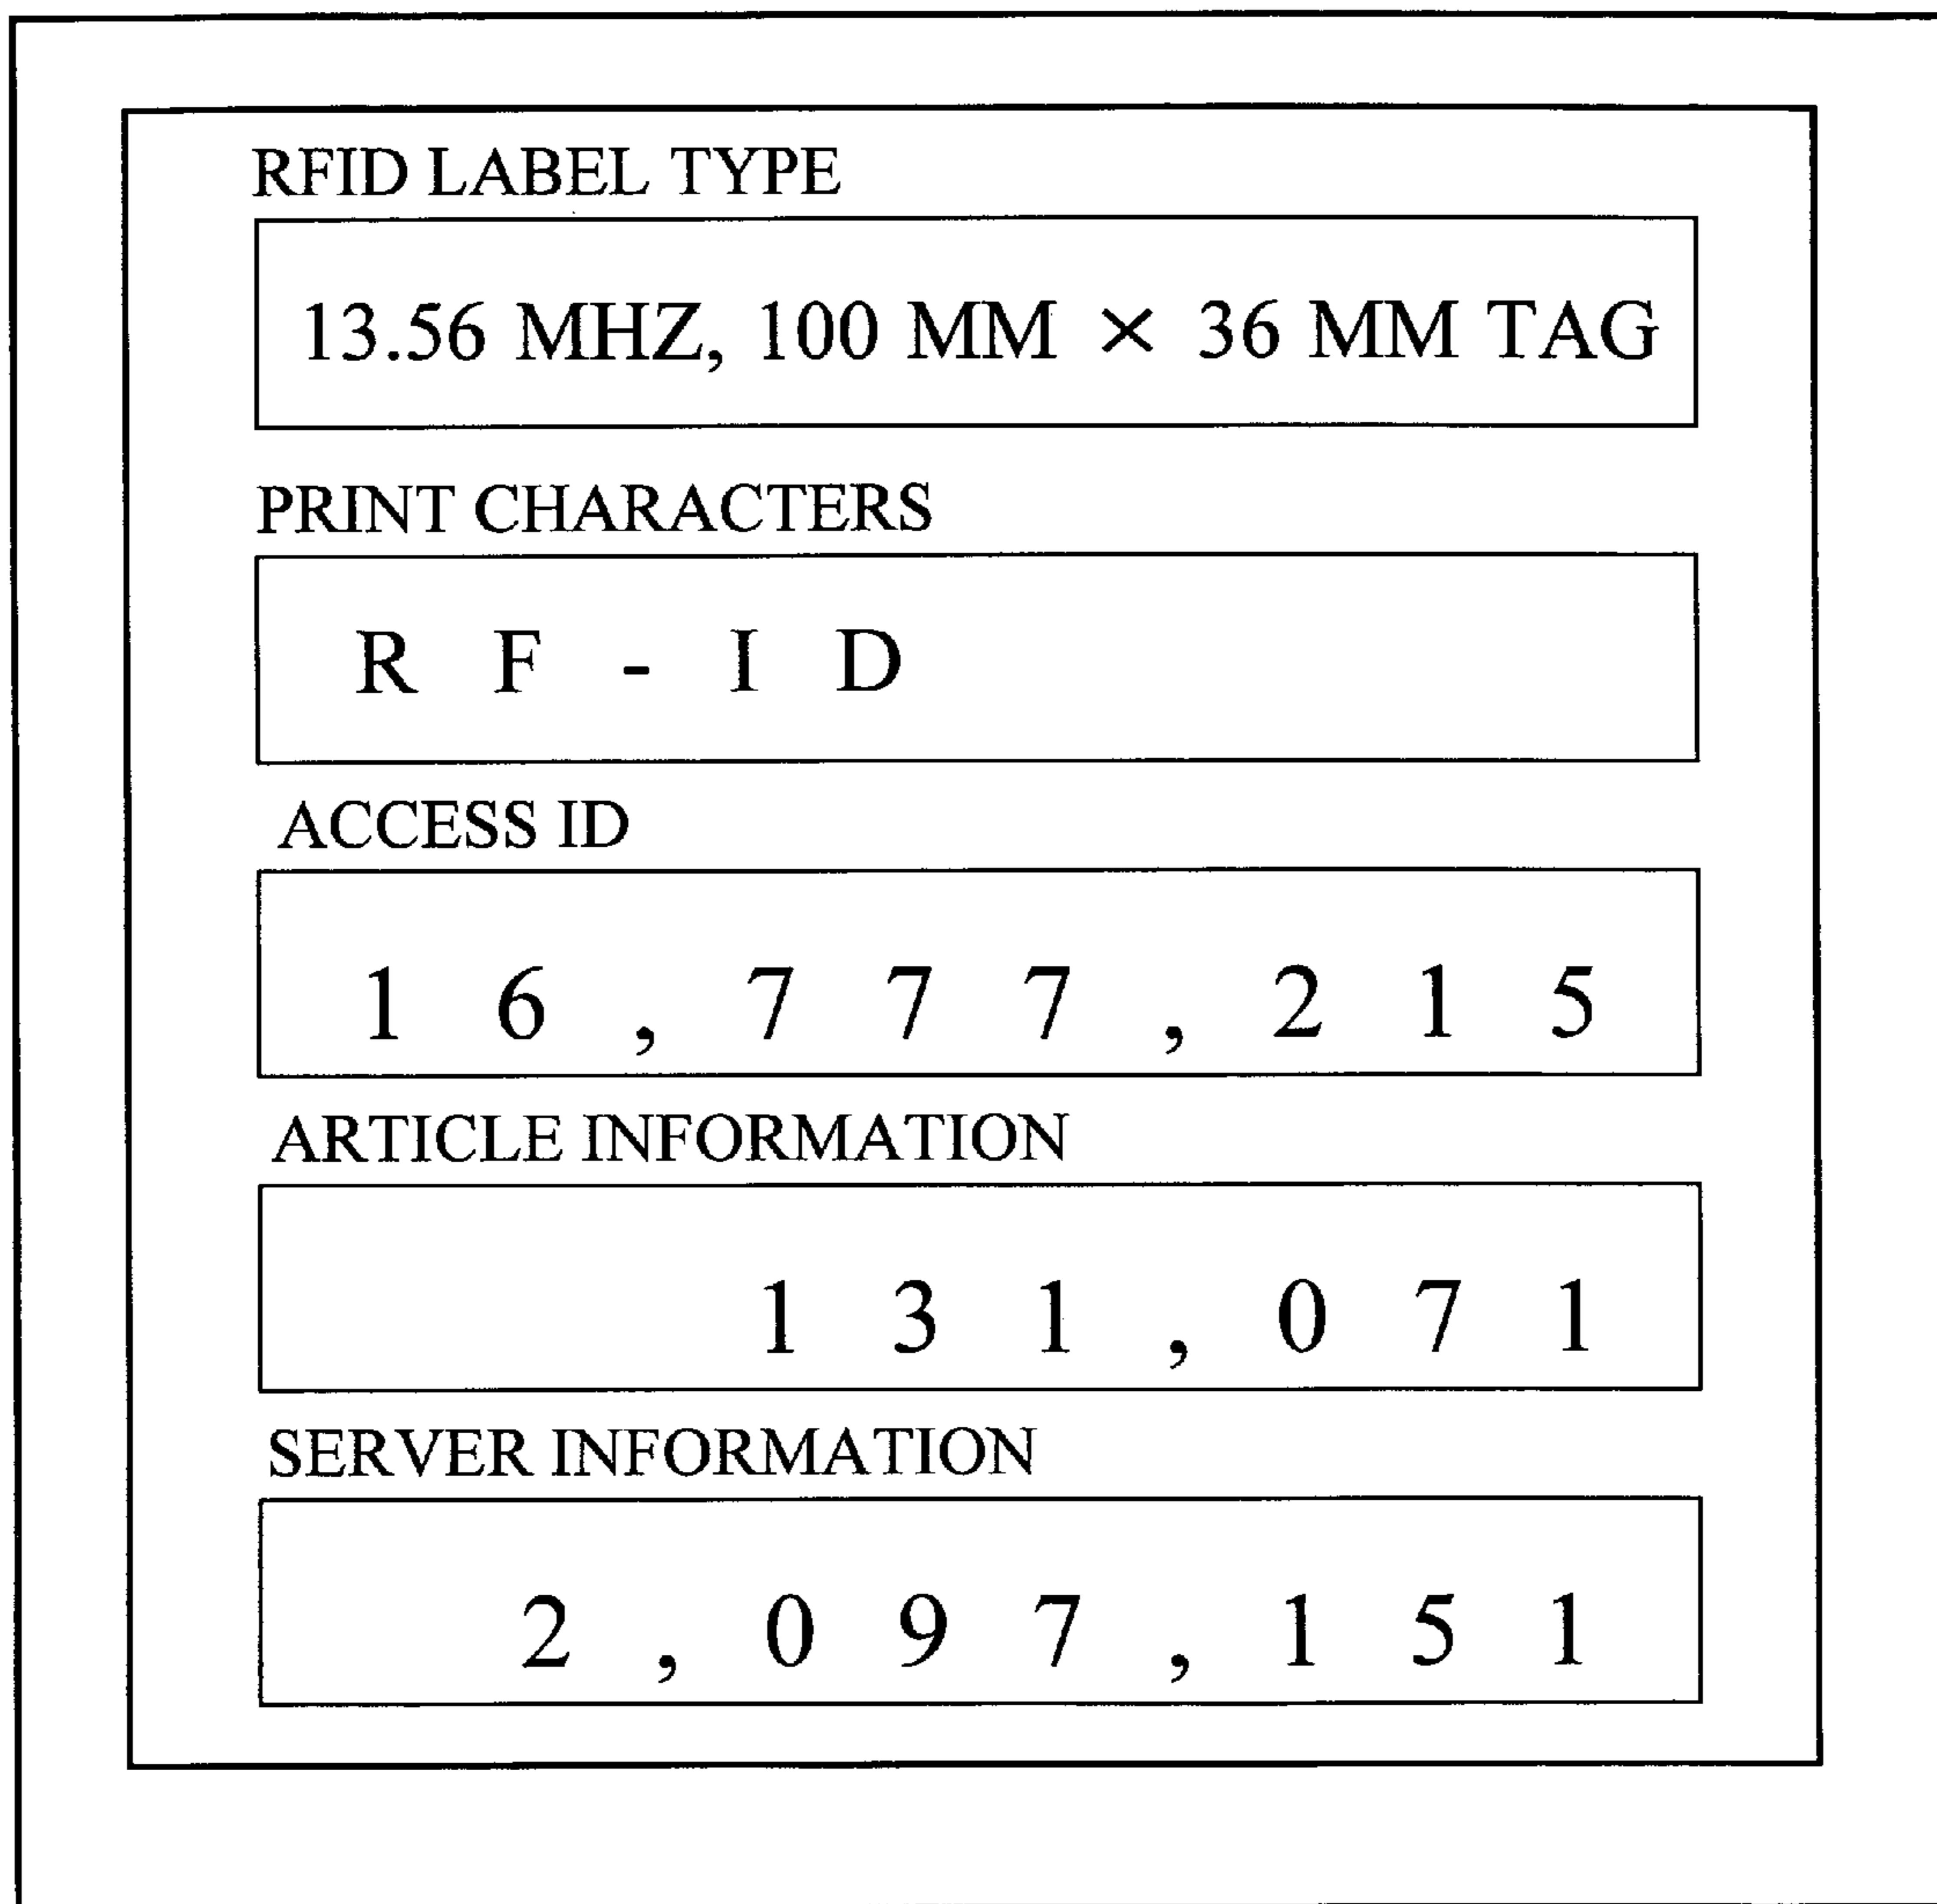 RFID LABEL TYPE
13.56 MHZ, 100 MM × 36 MM TAG
PRINT CHARACTERS
R F - I D
ACCESS ID
1 6 , 7 7 7 , 2 1 5
ARTICLE INFORMATION
1 3 1 , 0 7 1
SERVER INFORMATION
2 , 0 9 7 , 1 5 1